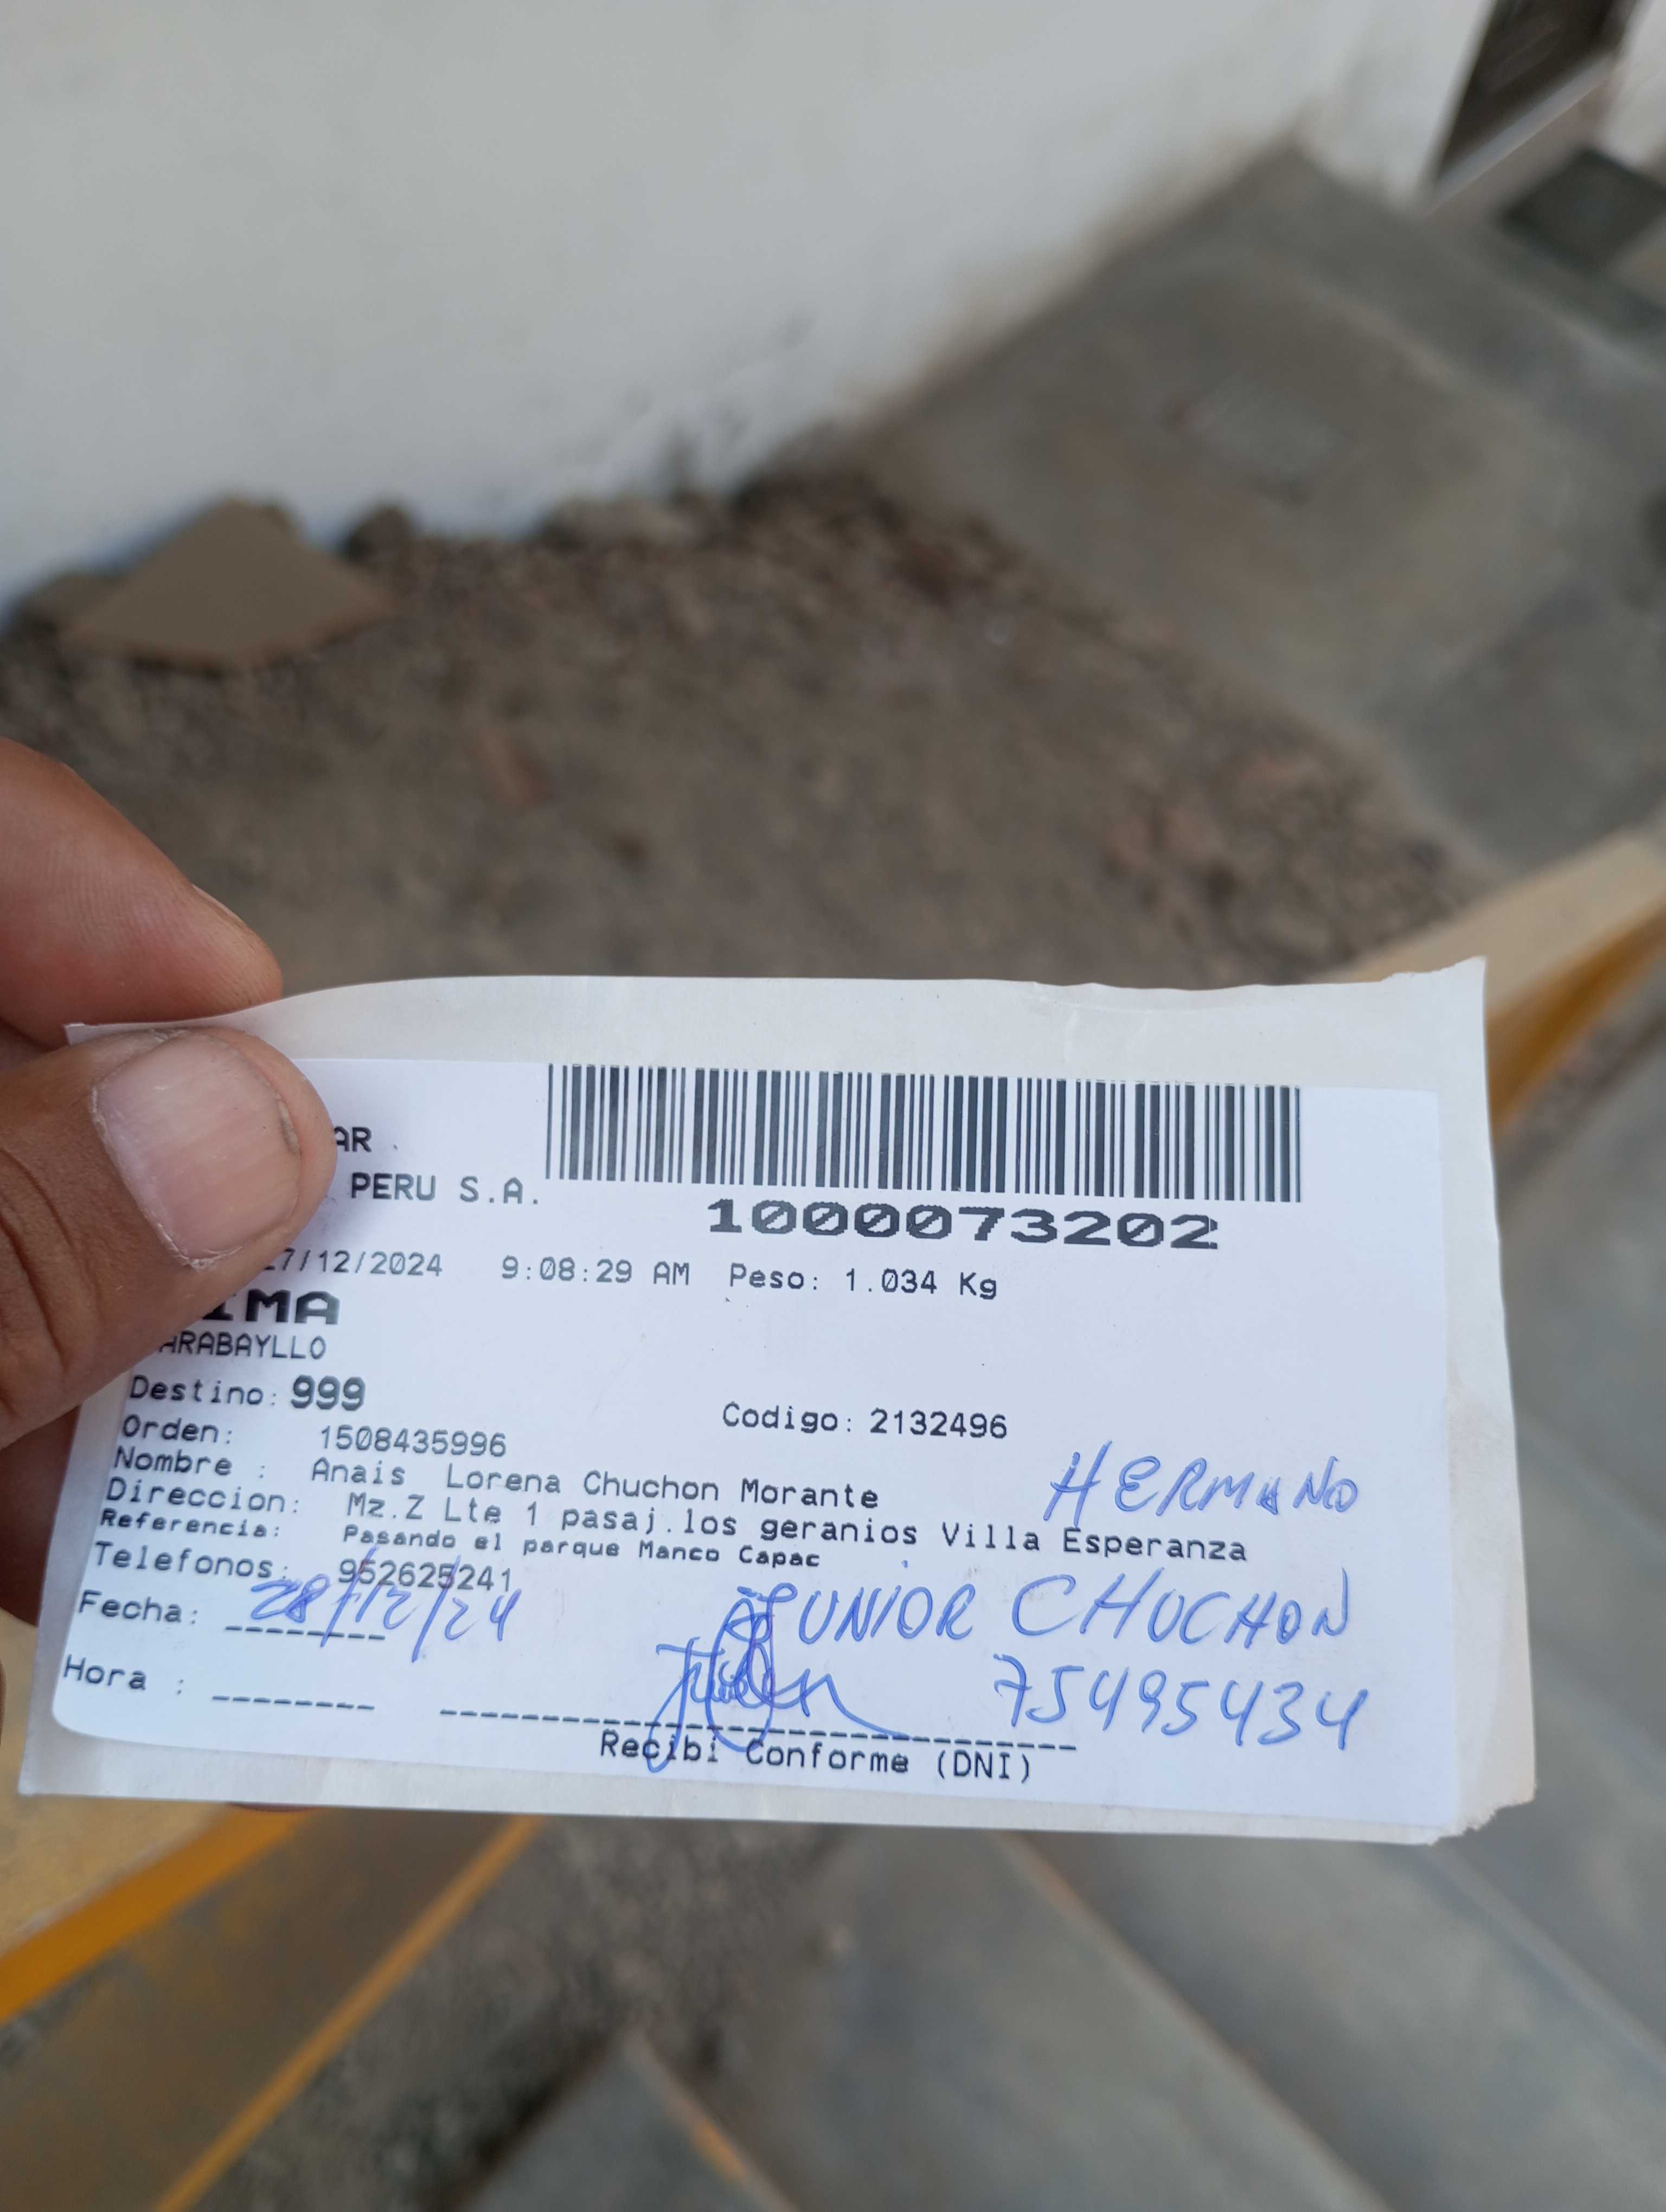 AR
PERU S.A.
1000073202
7/12/2024 9:08:29 AM Peso: 1.034 Kg
IMA
ARABAYLLO
Destino: 999
Codigo: 2132496
Orden: 1508435996
Nombre : Anais Lorena Chuchon Morante
HERMANO
Direccion: Mz.Z Lte 1 pasaj.los geranios Villa Esperanza
Referencia: Pasando el parque Manco Capac
Telefonos: 952625241
Fecha: 28/12/24
JUNIOR CHUCHON
Hora :
75495434
Recibi Conforme (DNI)